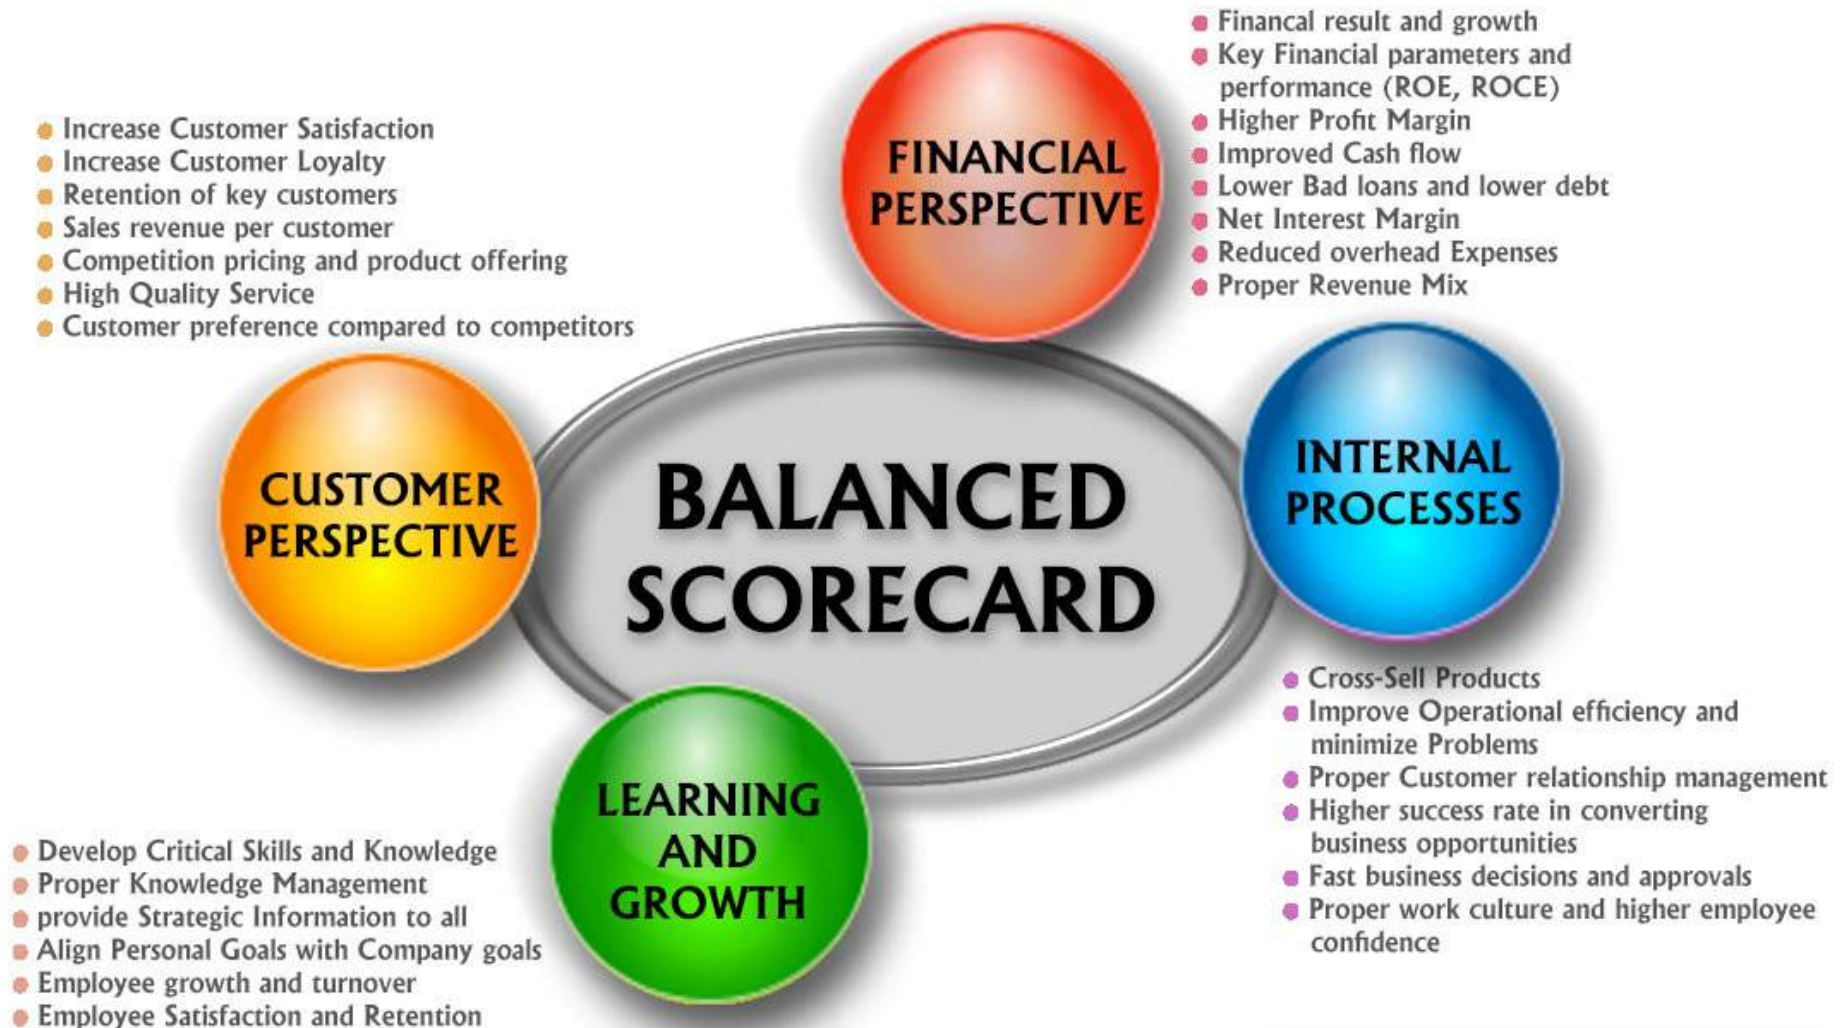 Financal result and growth
Key Financial parameters and
performance (ROE, ROCE)
Higher Profit Margin
Improved Cash flow
Lower Bad loans and lower debt
Net Interest Margin
Reduced overhead Expenses
Proper Revenue Mix
FINANCIAL
PERSPECTIVE
Increase Customer Satisfaction
Increase Customer Loyalty
Retention of key customers
Sales revenue per customer
Competition pricing and product offering
High Quality Service
Customer preference compared to competitors
CUSTOMER
PERSPECTIVE
BALANCED
SCORECARD
INTERNAL
PROCESSES
Cross-Sell Products
Improve Operational efficiency and
minimize Problems
Proper Customer relationship management
Higher success rate in converting
business opportunities
Fast business decisions and approvals
Proper work culture and higher employee
confidence
LEARNING
AND
GROWTH
Develop Critical Skills and Knowledge
Proper Knowledge Management
provide Strategic Information to all
Align Personal Goals with Company goals
Employee growth and turnover
Employee Satisfaction and Retention